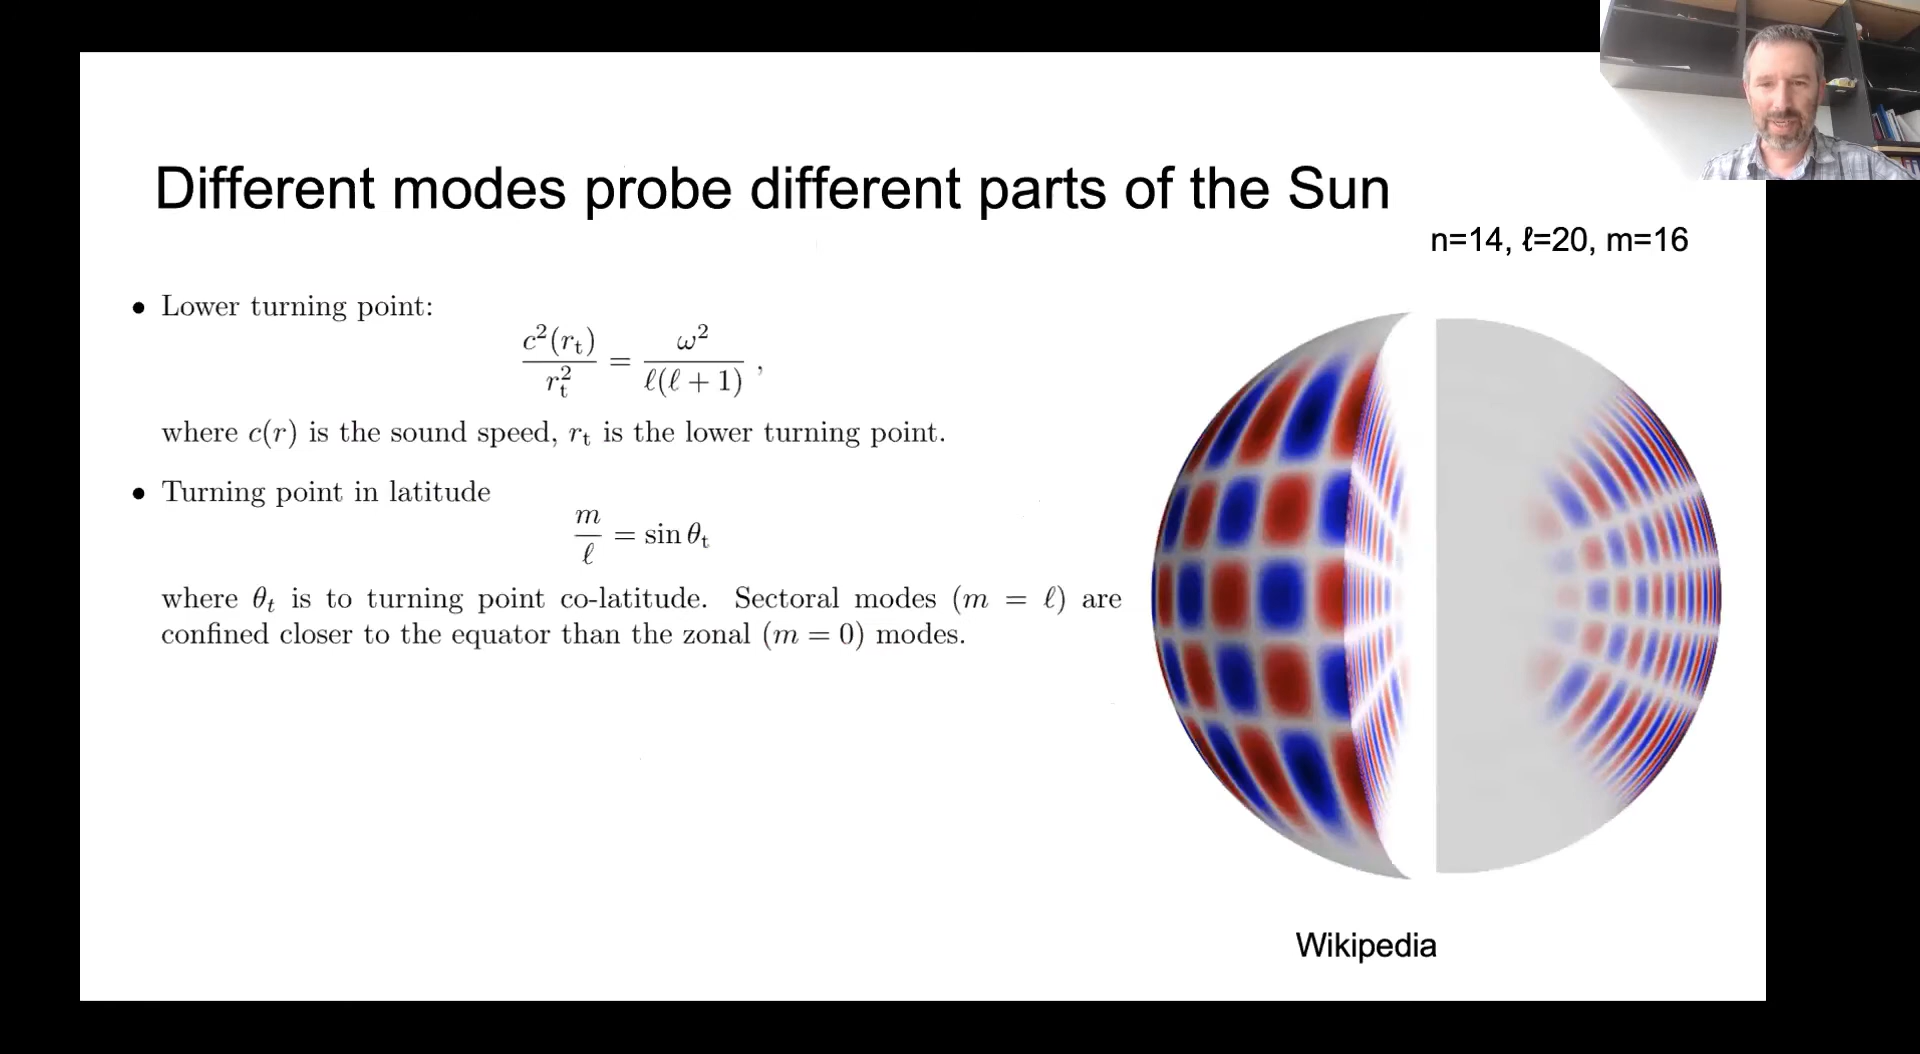 Different modes probe different parts of the Sun
n=14, ℓ=20, m=16
• Lower turning point:
c²(r_t)/r_t² = ω²/ℓ(ℓ + 1) ,
where c(r) is the sound speed, r_t is the lower turning point.
• Turning point in latitude
m/ℓ = sin θ_t
where θ_t is to turning point co-latitude. Sectoral modes (m = ℓ) are
confined closer to the equator than the zonal (m = 0) modes.
Wikipedia